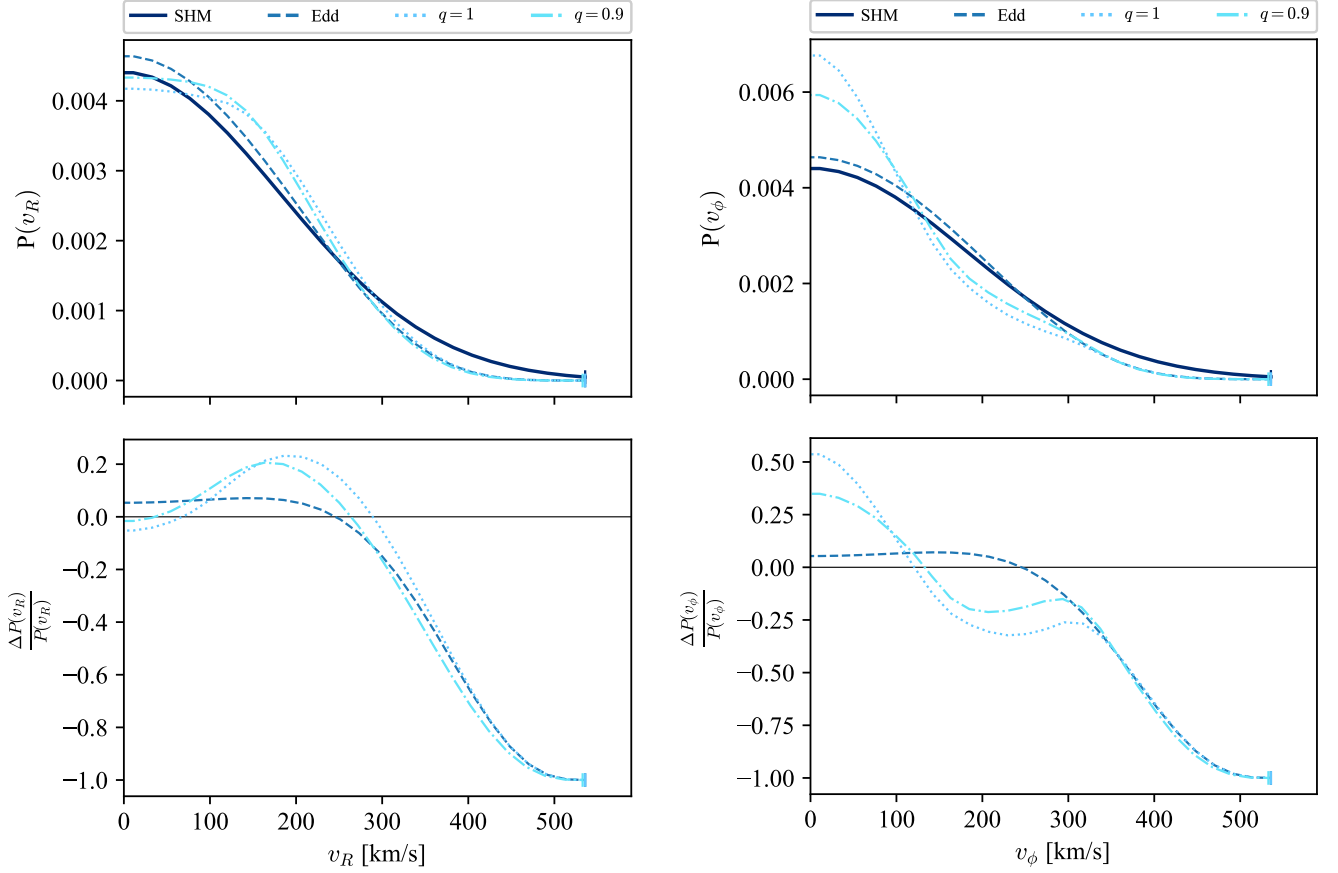 SHM Edd q = 1 q = 0.9
0.004
0.003
0.002
0.001
0.000
P(v_R)
0.2
0.0
−0.2
−0.4
−0.6
−0.8
−1.0
ΔP(v_R)
P(v_R)
0 100 200 300 400 500
v_R [km/s]
SHM Edd q = 1 q = 0.9
0.006
0.004
0.002
0.000
P(v_ϕ)
0.50
0.25
0.00
−0.25
−0.50
−0.75
−1.00
ΔP(v_ϕ)
P(v_ϕ)
0 100 200 300 400 500
v_ϕ [km/s]